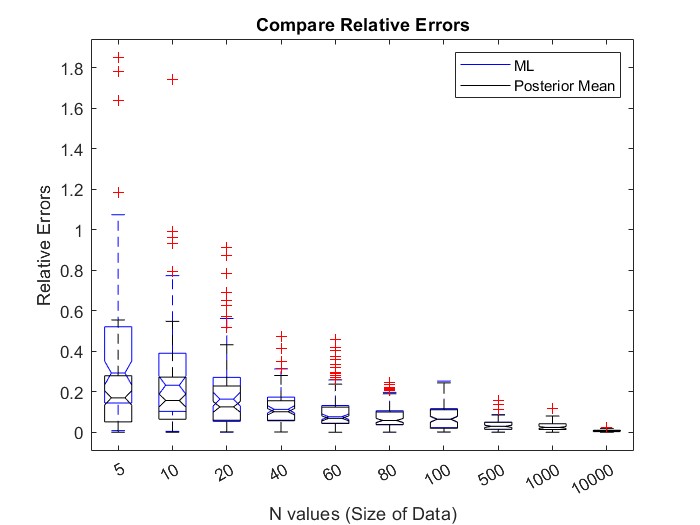 Compare Relative Errors
ML
Posterior Mean
Relative Errors
1.8
1.6
1.4
1.2
1
0.8
0.6
0.4
0.2
0
5 10 20 40 60 80 100 500 1000 10000
N values (Size of Data)